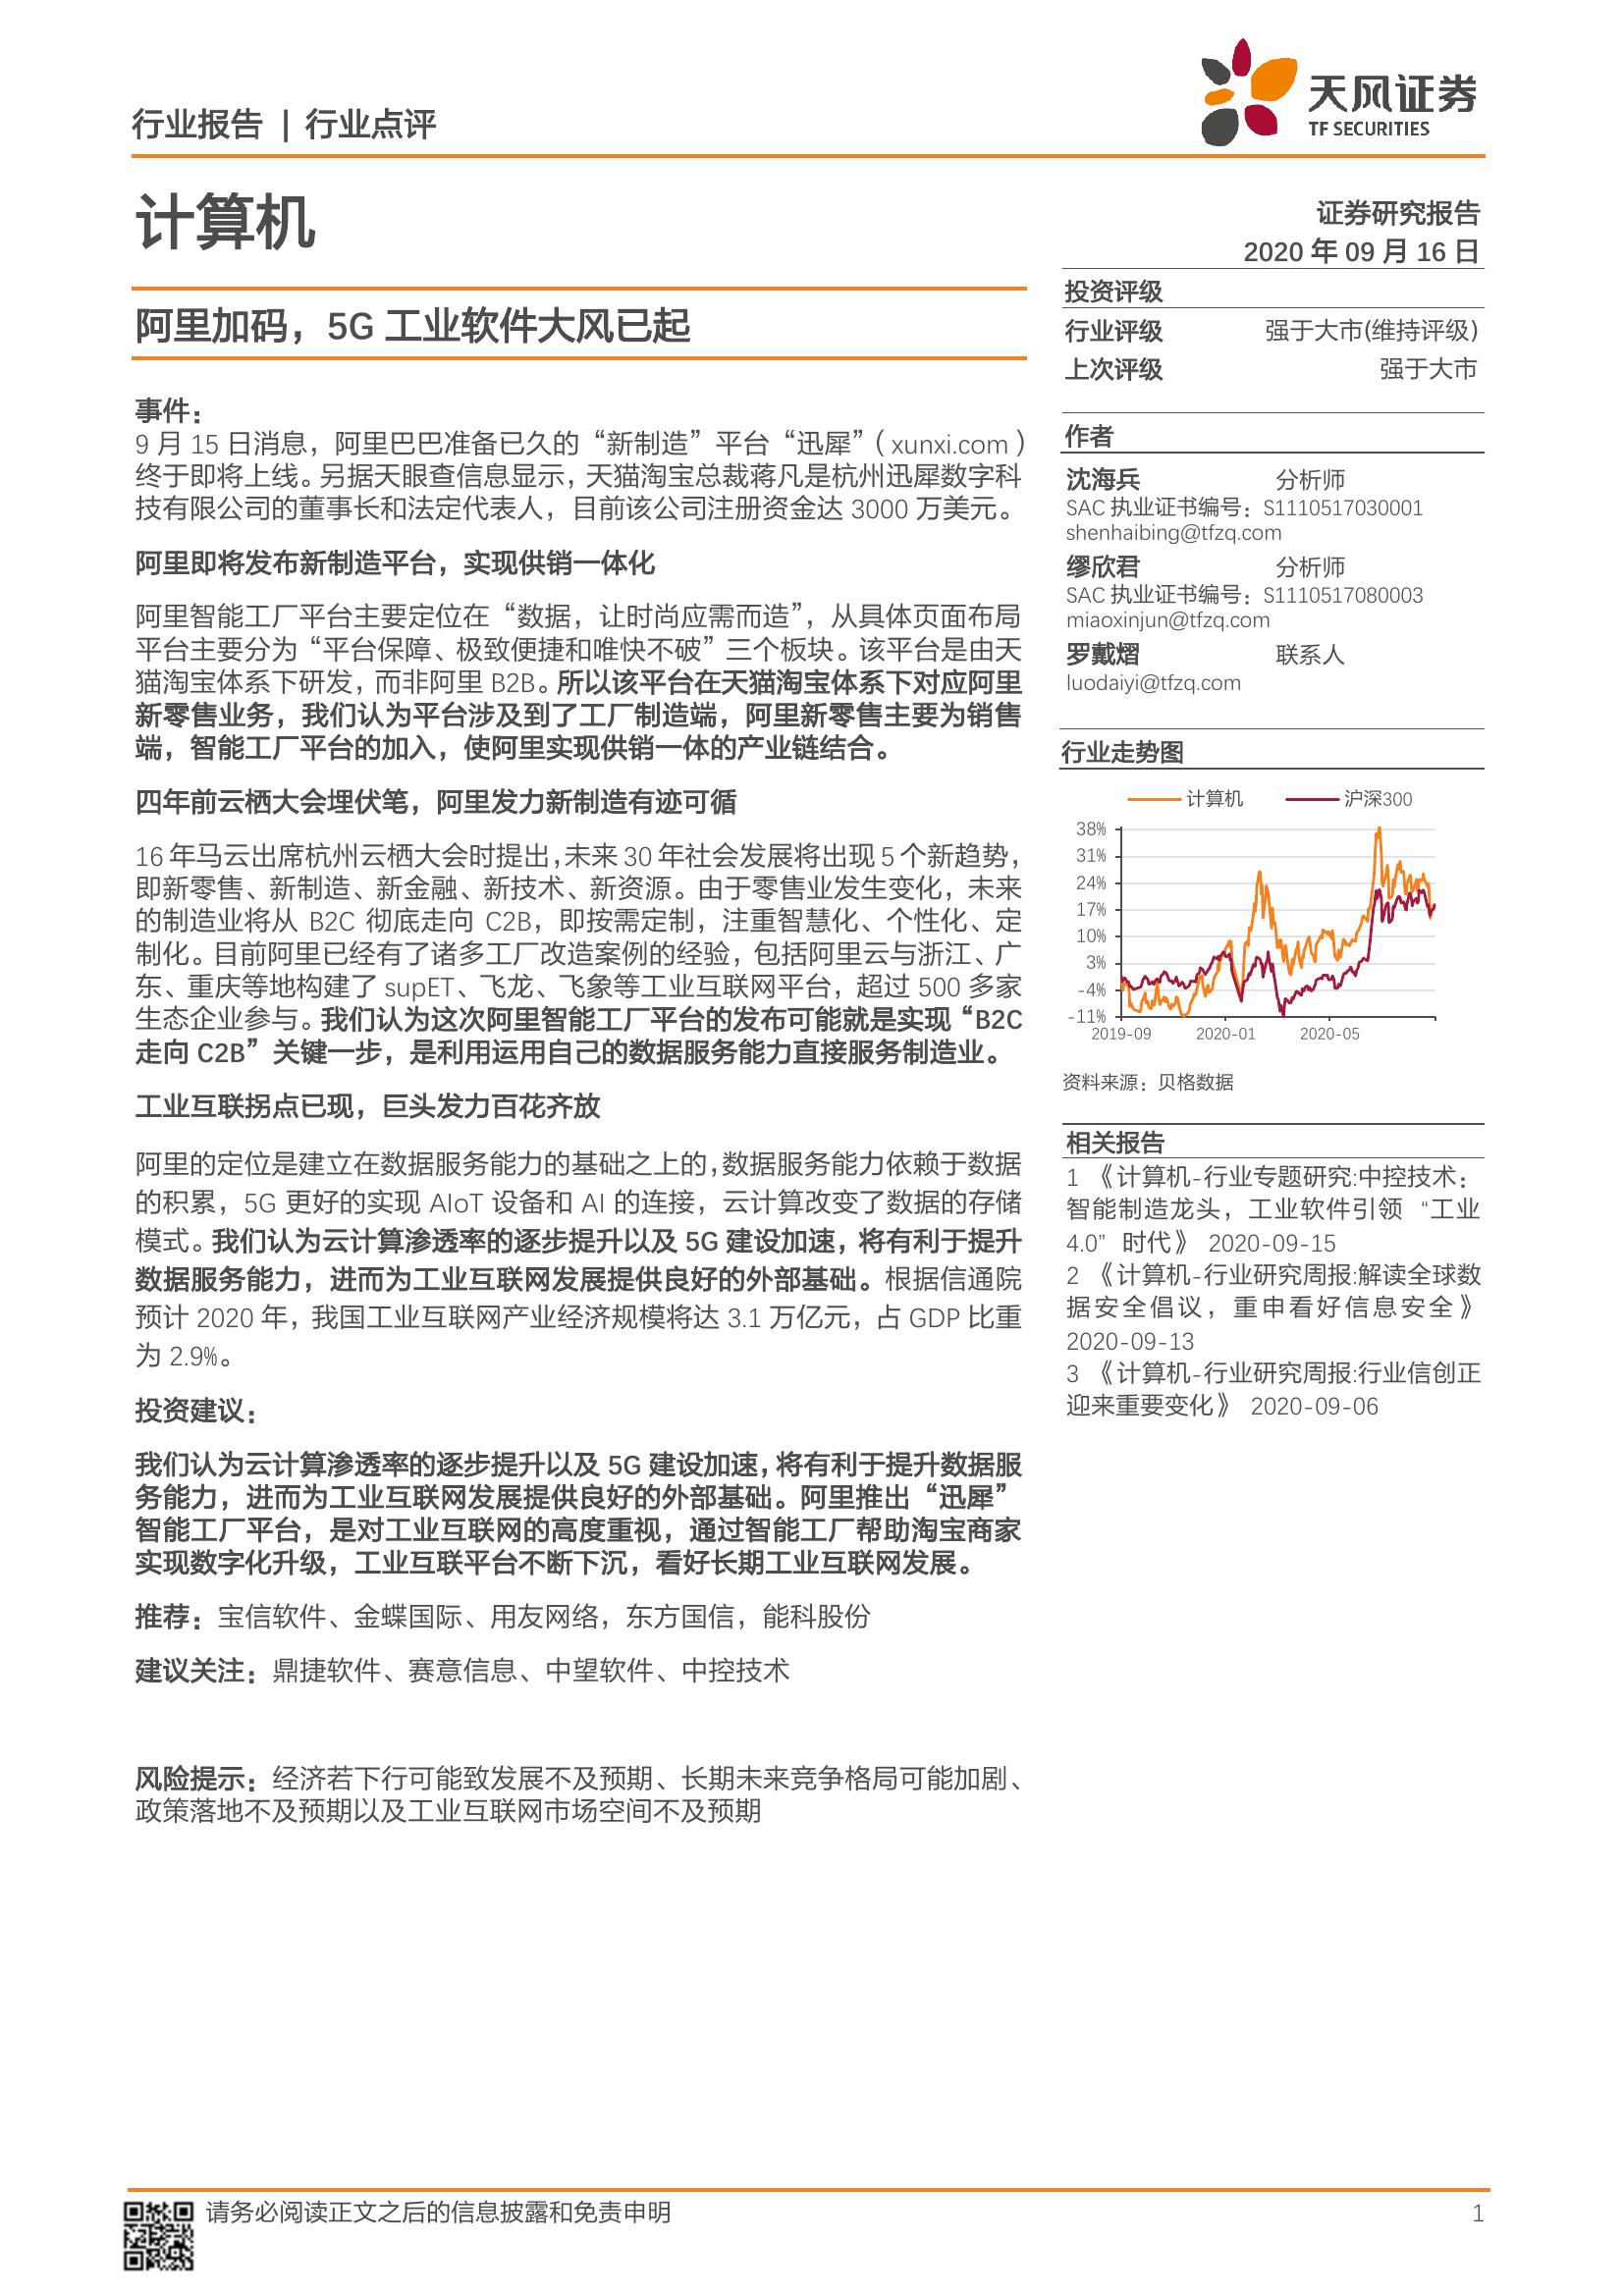 行业报告 | 行业点评
天风证券
TF SECURITIES
计算机
证券研究报告
2020 年 09 月 16 日
阿里加码，5G 工业软件大风已起
事件：
9 月 15 日消息，阿里巴巴准备已久的“新制造”平台“迅犀”（xunxi.com）
终于即将上线。另据天眼查信息显示，天猫淘宝总裁蒋凡是杭州迅犀数字科
技有限公司的董事长和法定代表人，目前该公司注册资金达 3000 万美元。
阿里即将发布新制造平台，实现供销一体化
阿里智能工厂平台主要定位在“数据，让时尚应需而造”，从具体页面布局
平台主要分为“平台保障、极致便捷和唯快不破”三个板块。该平台是由天
猫淘宝体系下研发，而非阿里 B2B。所以该平台在天猫淘宝体系下对应阿里
新零售业务，我们认为平台涉及到了工厂制造端，阿里新零售主要为销售
端，智能工厂平台的加入，使阿里实现供销一体的产业链结合。
四年前云栖大会埋伏笔，阿里发力新制造有迹可循
16 年马云出席杭州云栖大会时提出，未来 30 年社会发展将出现 5 个新趋势，
即新零售、新制造、新金融、新技术、新资源。由于零售业发生变化，未来
的制造业将从 B2C 彻底走向 C2B，即按需定制，注重智慧化、个性化、定
制化。目前阿里已经有了诸多工厂改造案例的经验，包括阿里云与浙江、广
东、重庆等地构建了 supET、飞龙、飞象等工业互联网平台，超过 500 多家
生态企业参与。我们认为这次阿里智能工厂平台的发布可能就是实现“B2C
走向 C2B”关键一步，是利用运用自己的数据服务能力直接服务制造业。
工业互联拐点已现，巨头发力百花齐放
阿里的定位是建立在数据服务能力的基础之上的，数据服务能力依赖于数据
的积累，5G 更好的实现 AIoT 设备和 AI 的连接，云计算改变了数据的存储
模式。我们认为云计算渗透率的逐步提升以及 5G 建设加速，将有利于提升
数据服务能力，进而为工业互联网发展提供良好的外部基础。根据信通院
预计 2020 年，我国工业互联网产业经济规模将达 3.1 万亿元，占 GDP 比重
为 2.9%。
投资建议：
我们认为云计算渗透率的逐步提升以及 5G 建设加速，将有利于提升数据服
务能力，进而为工业互联网发展提供良好的外部基础。阿里推出“迅犀”
智能工厂平台，是对工业互联网的高度重视，通过智能工厂帮助淘宝商家
实现数字化升级，工业互联平台不断下沉，看好长期工业互联网发展。
推荐：宝信软件、金蝶国际、用友网络，东方国信，能科股份
建议关注：鼎捷软件、赛意信息、中望软件、中控技术
风险提示：经济若下行可能致发展不及预期、长期未来竞争格局可能加剧、
政策落地不及预期以及工业互联网市场空间不及预期
投资评级
行业评级 强于大市(维持评级)
上次评级 强于大市
作者
沈海兵 分析师
SAC 执业证书编号：S1110517030001
shenhaibing@tfzq.com
缪欣君 分析师
SAC 执业证书编号：S1110517080003
miaoxinjun@tfzq.com
罗戴熠 联系人
luodaiyi@tfzq.com
行业走势图
计算机 沪深300
38%
31%
24%
17%
10%
3%
-4%
-11%
2019-09 2020-01 2020-05
资料来源：贝格数据
相关报告
1 《计算机-行业专题研究:中控技术：
智能制造龙头，工业软件引领 “工业
4.0” 时代》 2020-09-15
2 《计算机-行业研究周报:解读全球数
据安全倡议，重申看好信息安全》
2020-09-13
3 《计算机-行业研究周报:行业信创正
迎来重要变化》 2020-09-06
请务必阅读正文之后的信息披露和免责申明
1